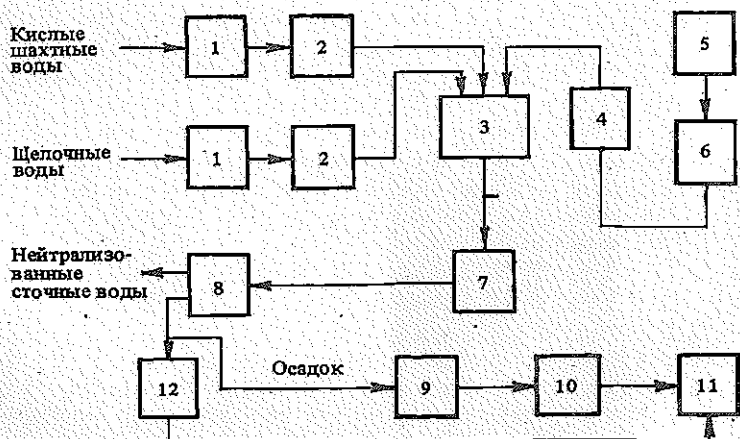 Кислые
шахтные
воды
1
2
5
3
4
6
Щелочные
воды
1
2
Нейтрализо-
ванные
сточные воды
8
7
12
Осадок
9
10
11